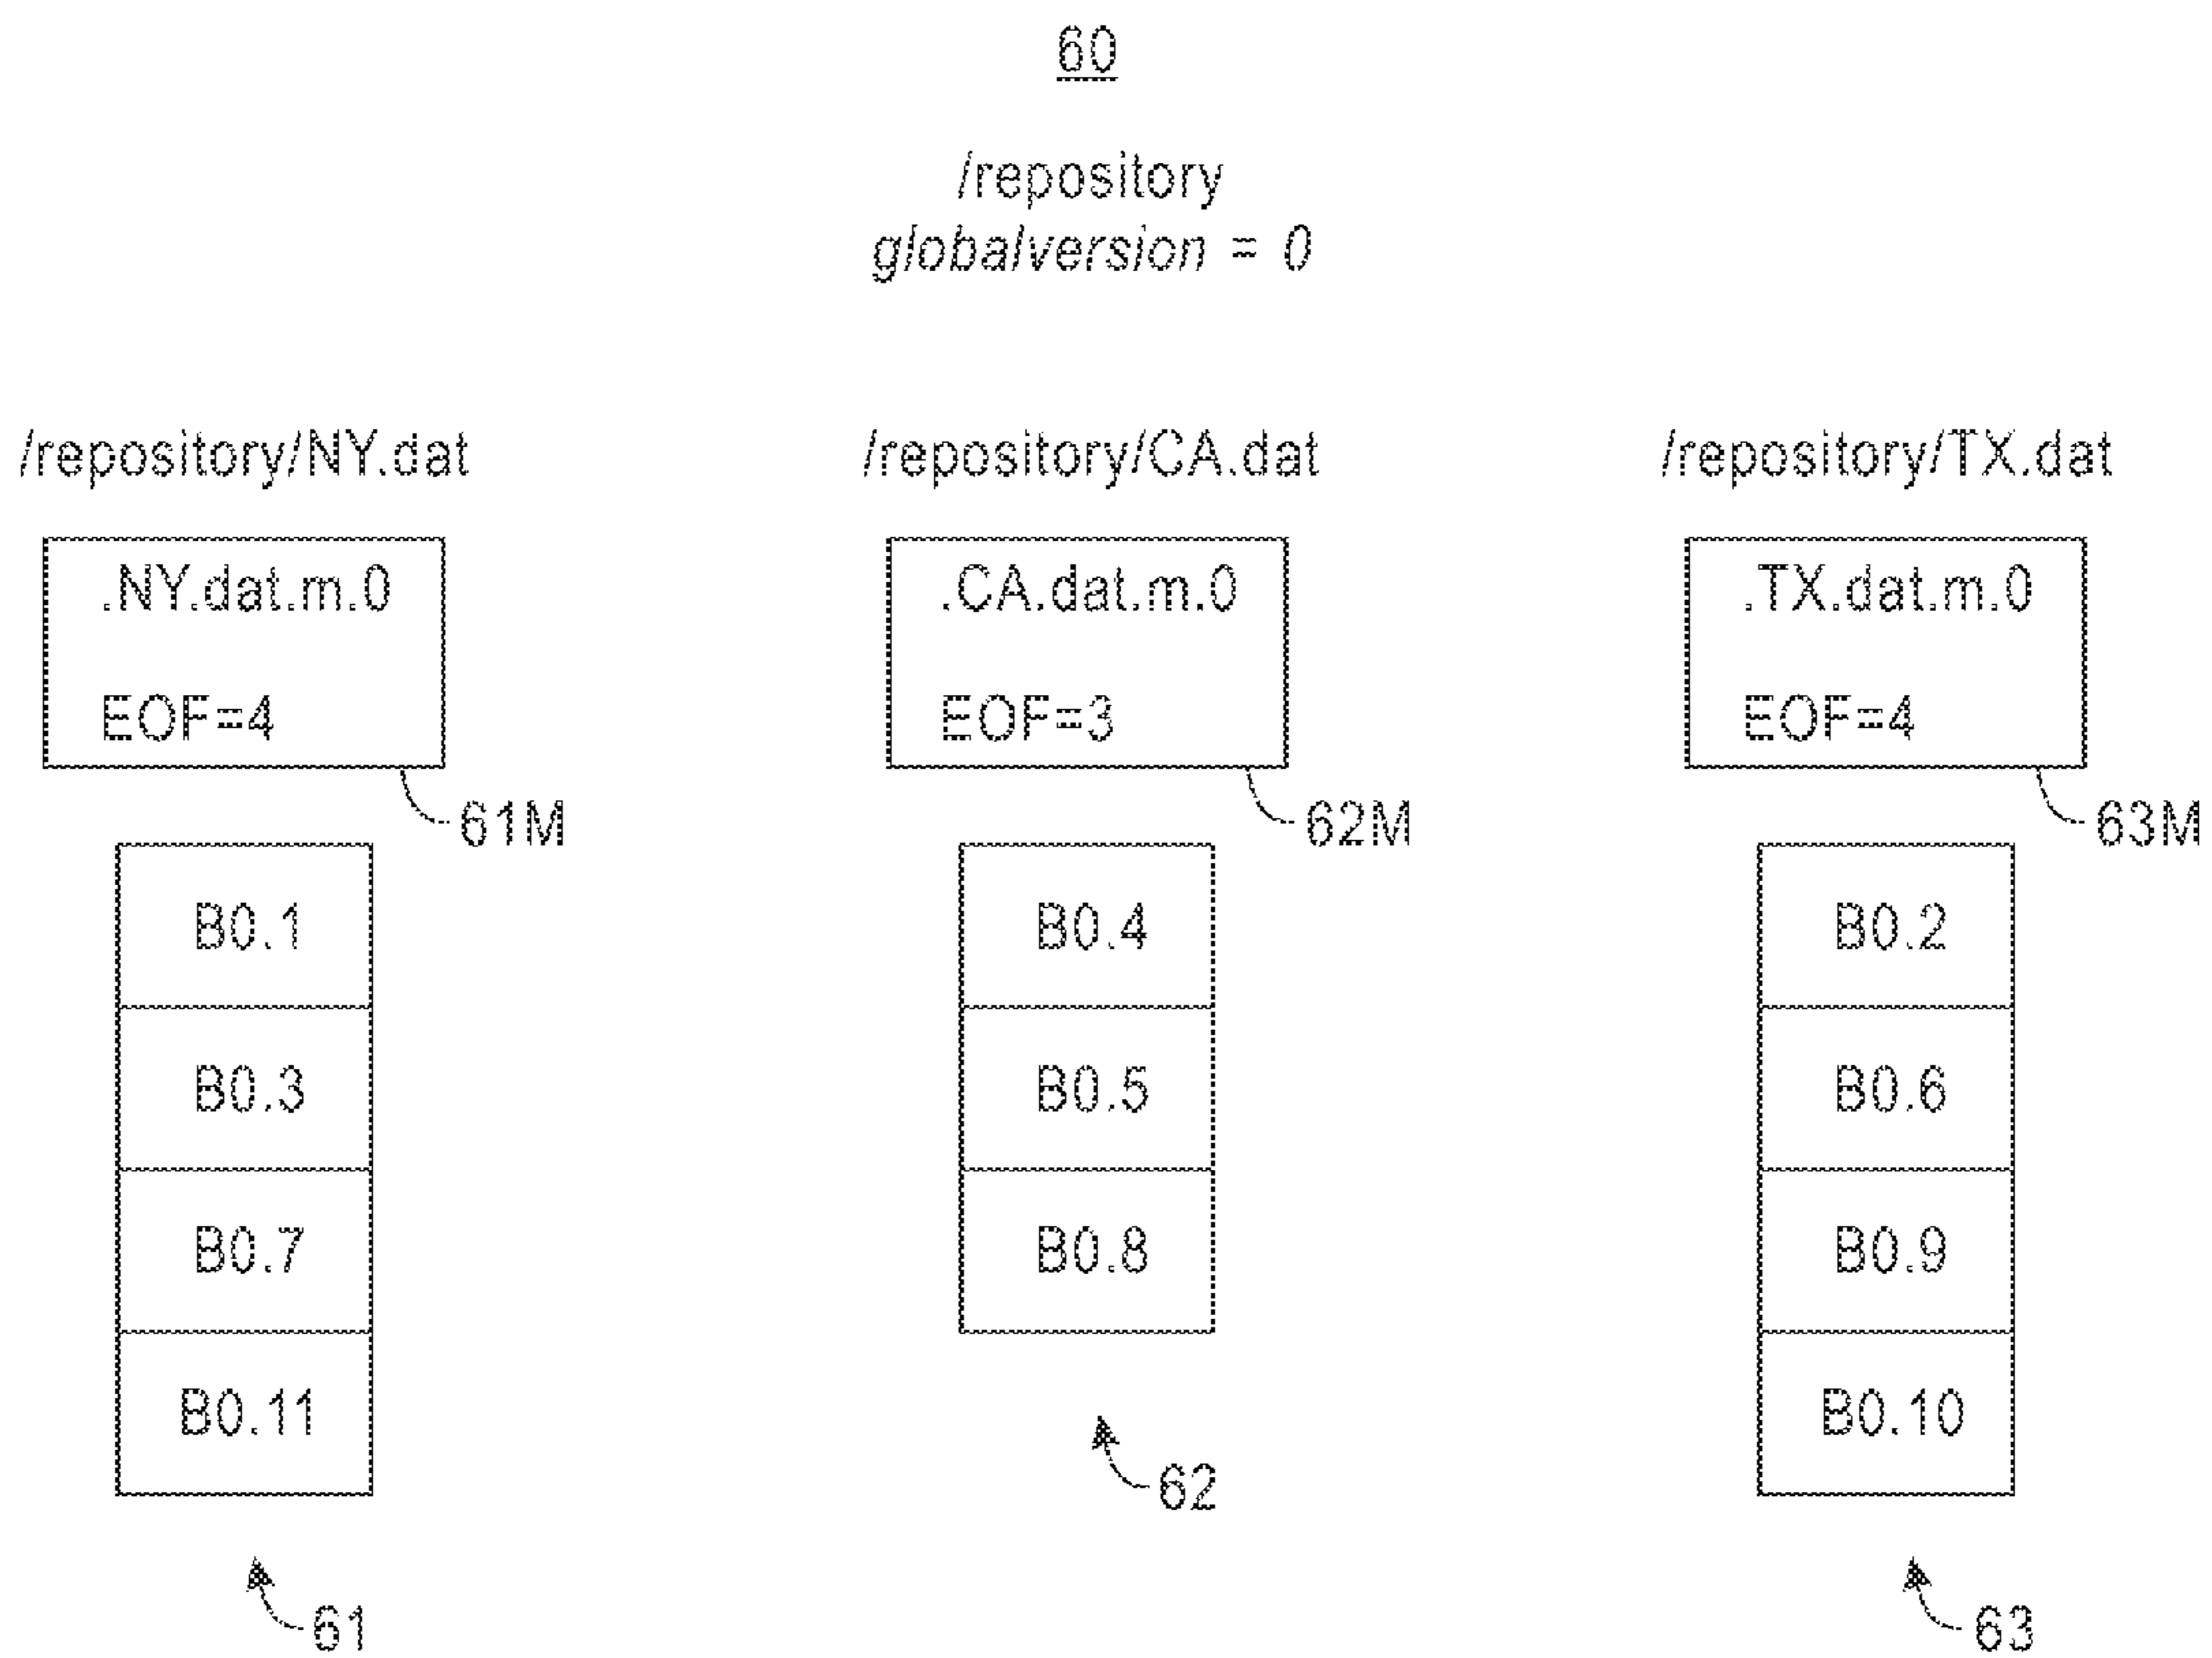 60
/repository
globalversion = 0
/repository/NY.dat
.NY.dat.m.0
EOF=4
61M
B0.1
B0.3
B0.7
B0.11
61
/repository/CA.dat
.CA.dat.m.0
EOF=3
62M
B0.4
B0.5
B0.8
62
/repository/TX.dat
.TX.dat.m.0
EOF=4
63M
B0.2
B0.6
B0.9
B0.10
63